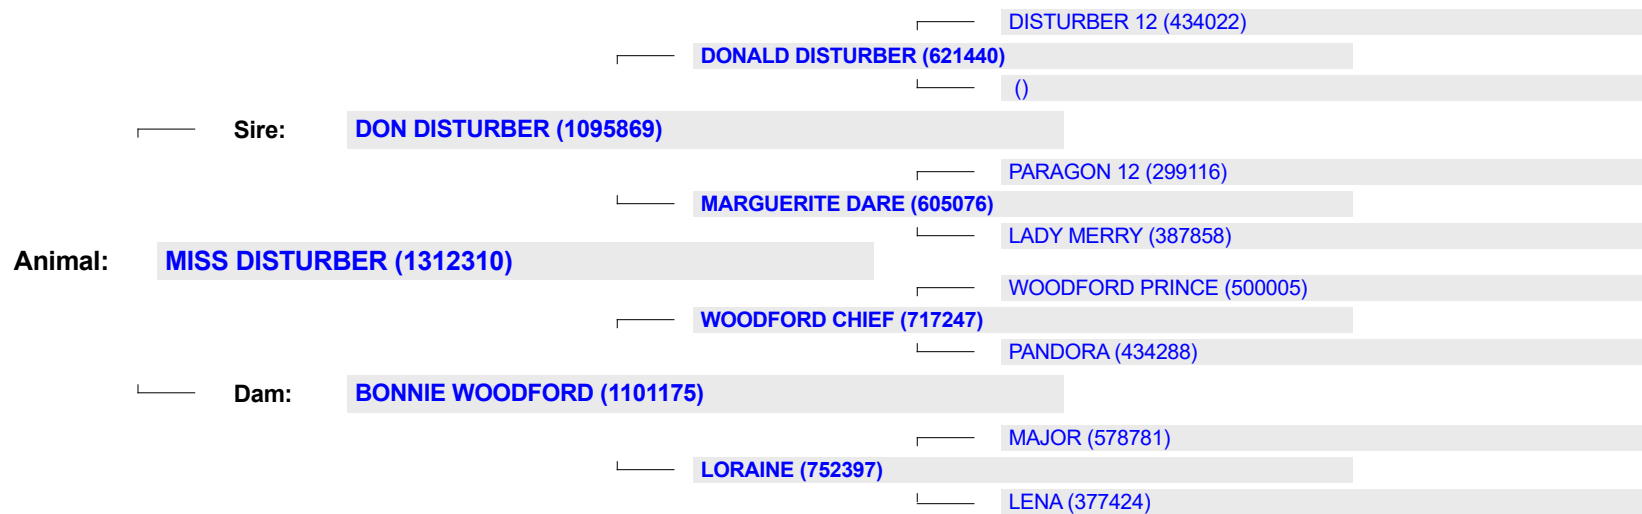 DISTURBER 12 (434022)
DONALD DISTURBER (621440)
()
Sire: DON DISTURBER (1095869)
PARAGON 12 (299116)
MARGUERITE DARE (605076)
LADY MERRY (387858)
Animal: MISS DISTURBER (1312310)
WOODFORD PRINCE (500005)
WOODFORD CHIEF (717247)
PANDORA (434288)
Dam: BONNIE WOODFORD (1101175)
MAJOR (578781)
LORAINE (752397)
LENA (377424)